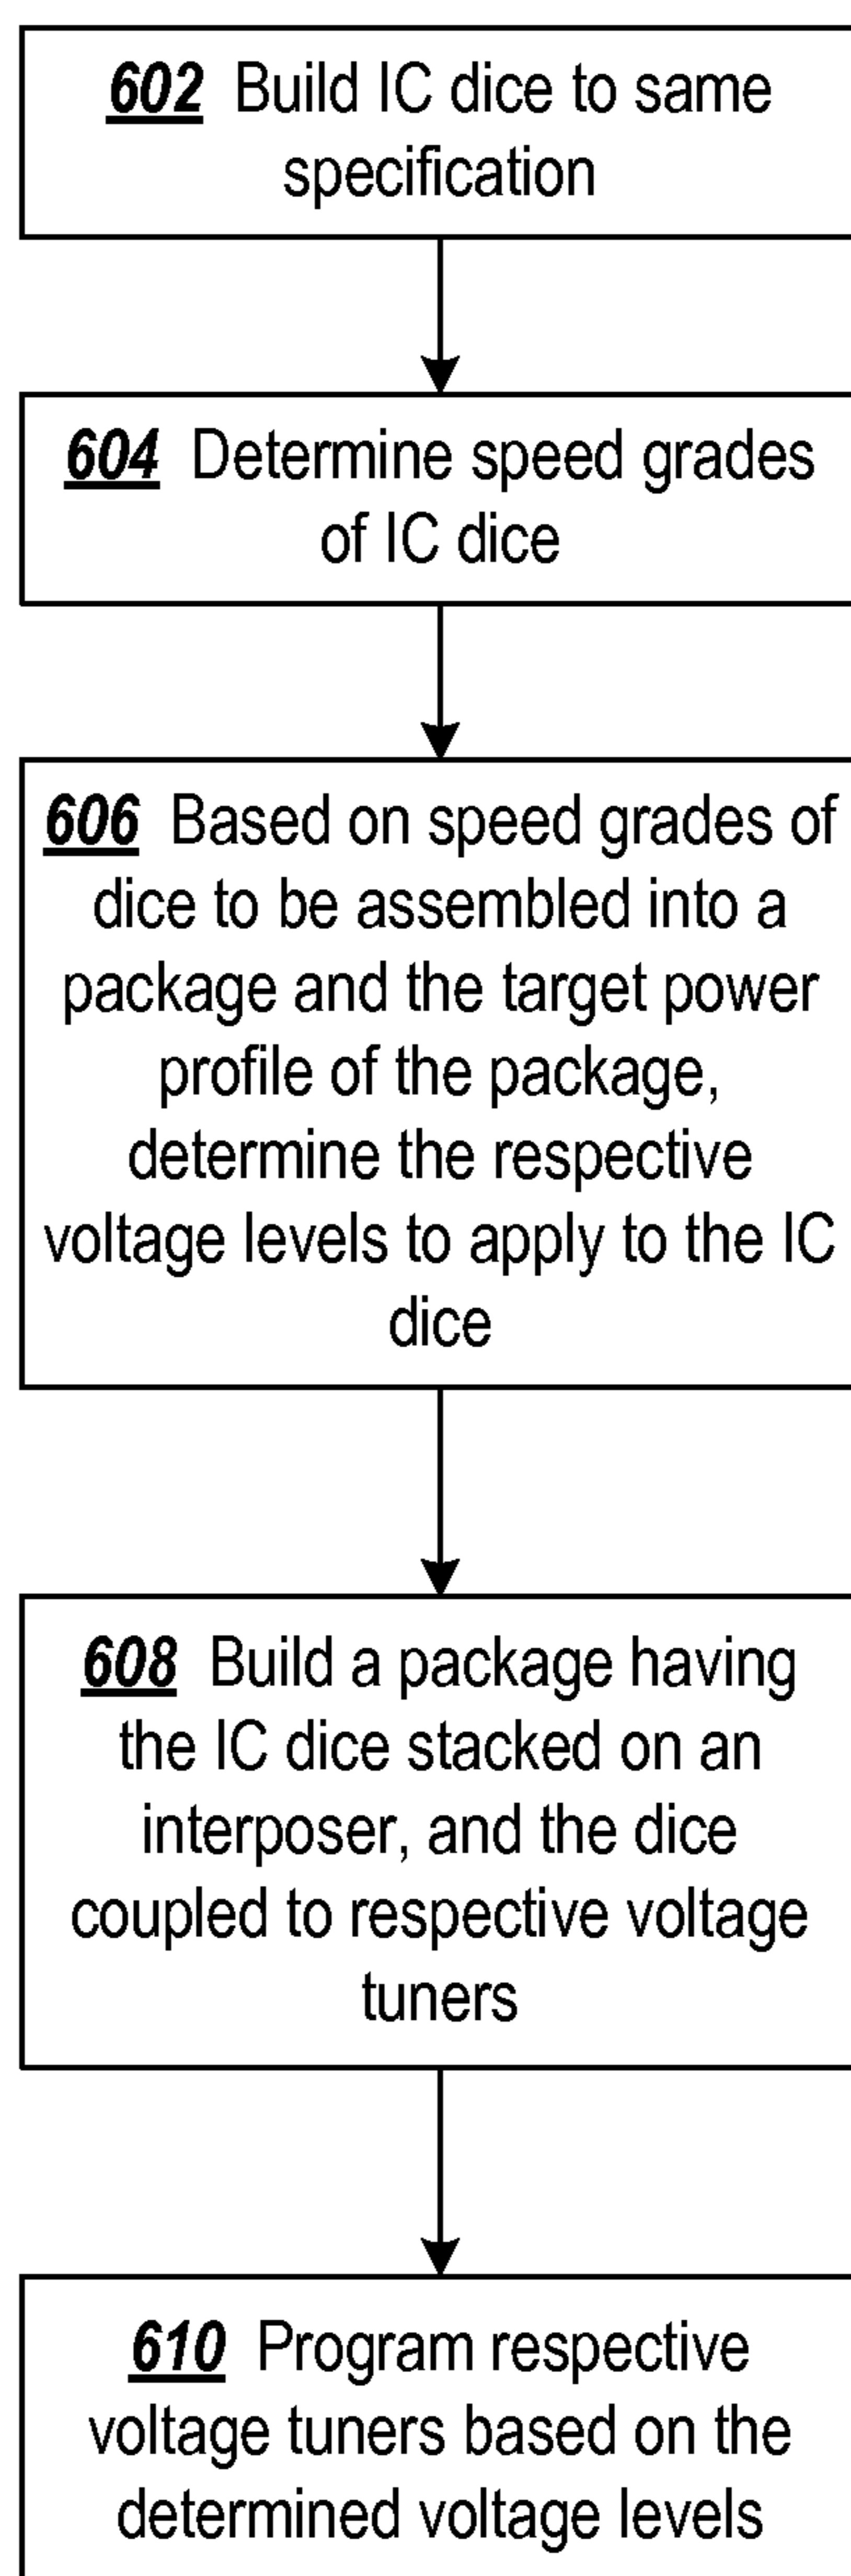 602 Build IC dice to same
specification
604 Determine speed grades
of IC dice
606 Based on speed grades of
dice to be assembled into a
package and the target power
profile of the package,
determine the respective
voltage levels to apply to the IC
dice
608 Build a package having
the IC dice stacked on an
interposer, and the dice
coupled to respective voltage
tuners
610 Program respective
voltage tuners based on the
determined voltage levels